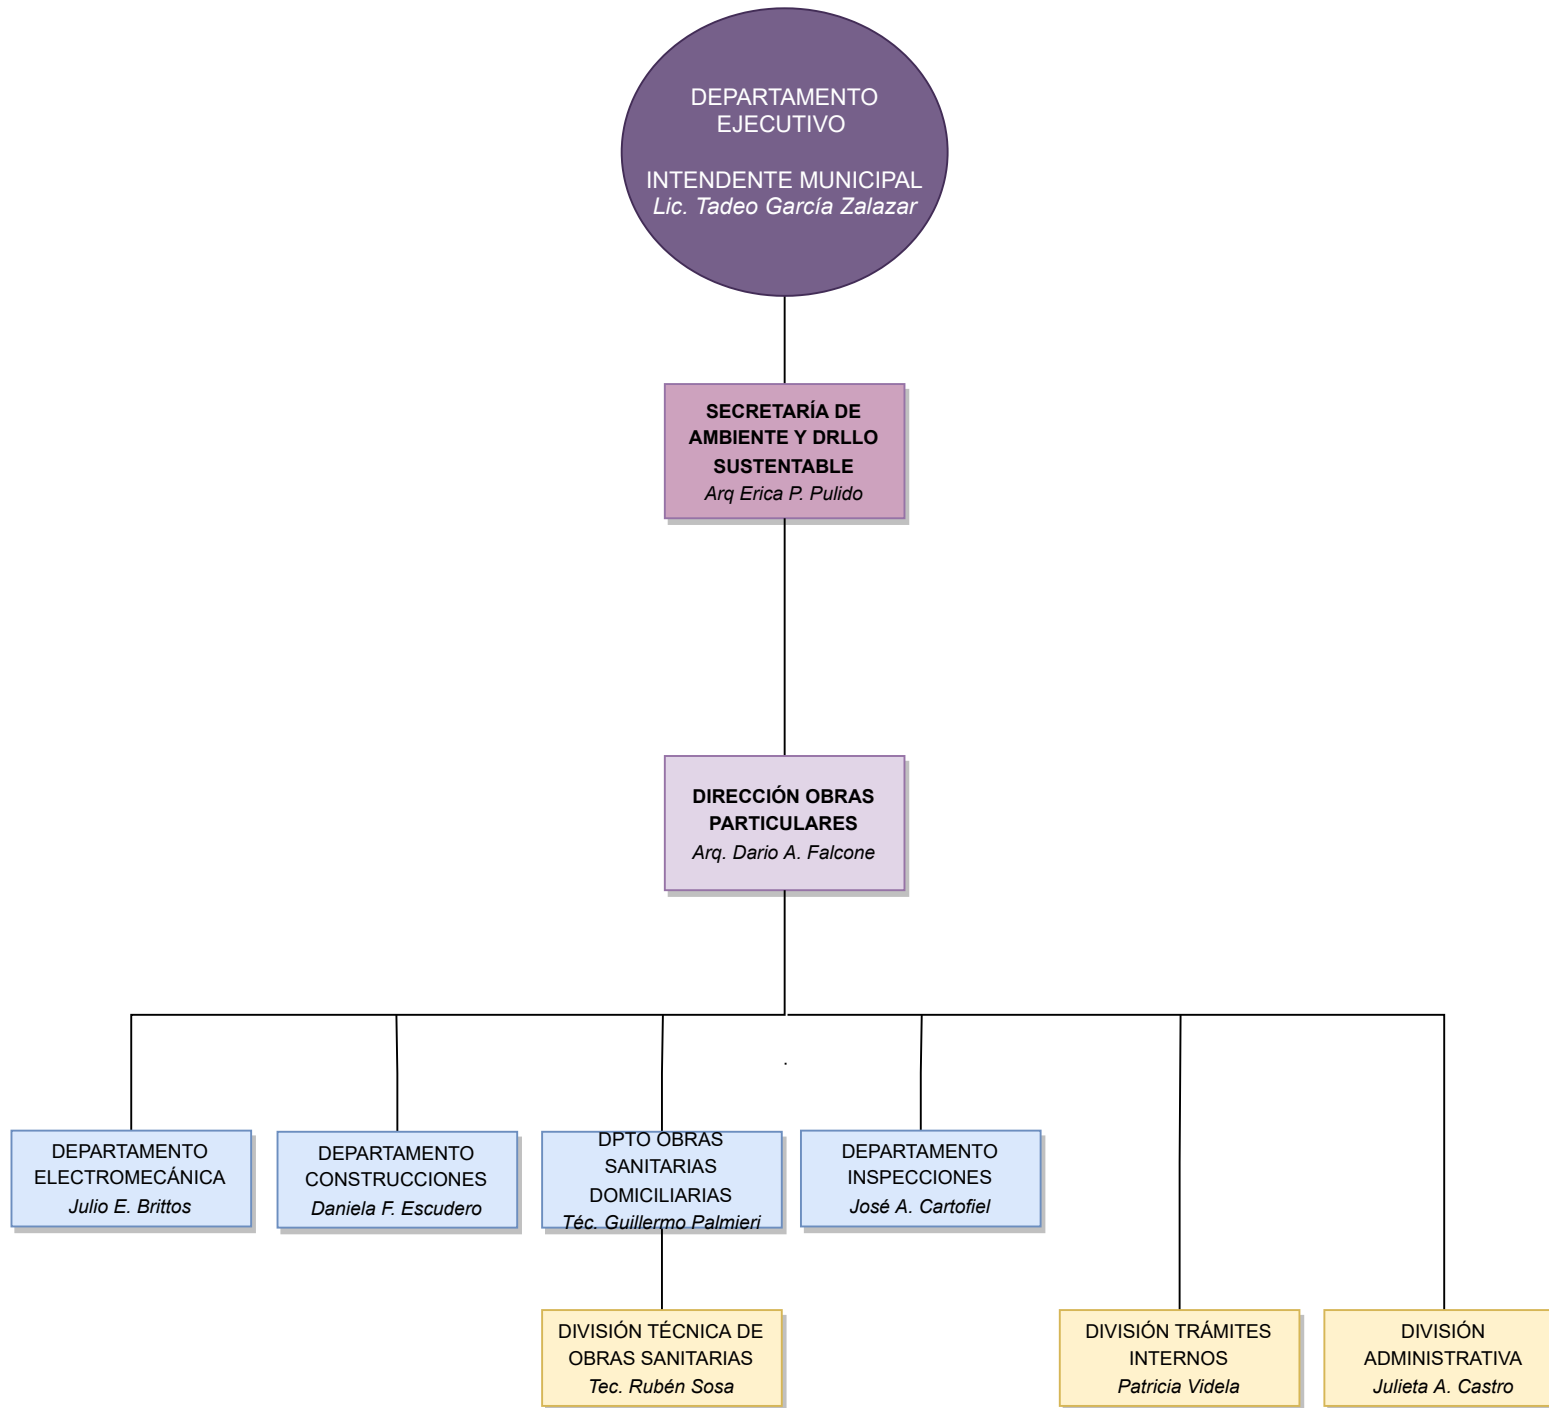 DEPARTAMENTO
EJECUTIVO
INTENDENTE MUNICIPAL
Lic. Tadeo García Zalazar
SECRETARÍA DE
AMBIENTE Y DRLLO
SUSTENTABLE
Arq Erica P. Pulido
DIRECCIÓN OBRAS
PARTICULARES
Arq. Dario A. Falcone
.
DEPARTAMENTO
ELECTROMECÁNICA
Julio E. Brittos
DEPARTAMENTO
CONSTRUCCIONES
Daniela F. Escudero
DPTO OBRAS
SANITARIAS
DOMICILIARIAS
Téc. Guillermo Palmieri
DEPARTAMENTO
INSPECCIONES
José A. Cartofiel
DIVISIÓN TÉCNICA DE
OBRAS SANITARIAS
Tec. Rubén Sosa
DIVISIÓN TRÁMITES
INTERNOS
Patricia Videla
DIVISIÓN
ADMINISTRATIVA
Julieta A. Castro